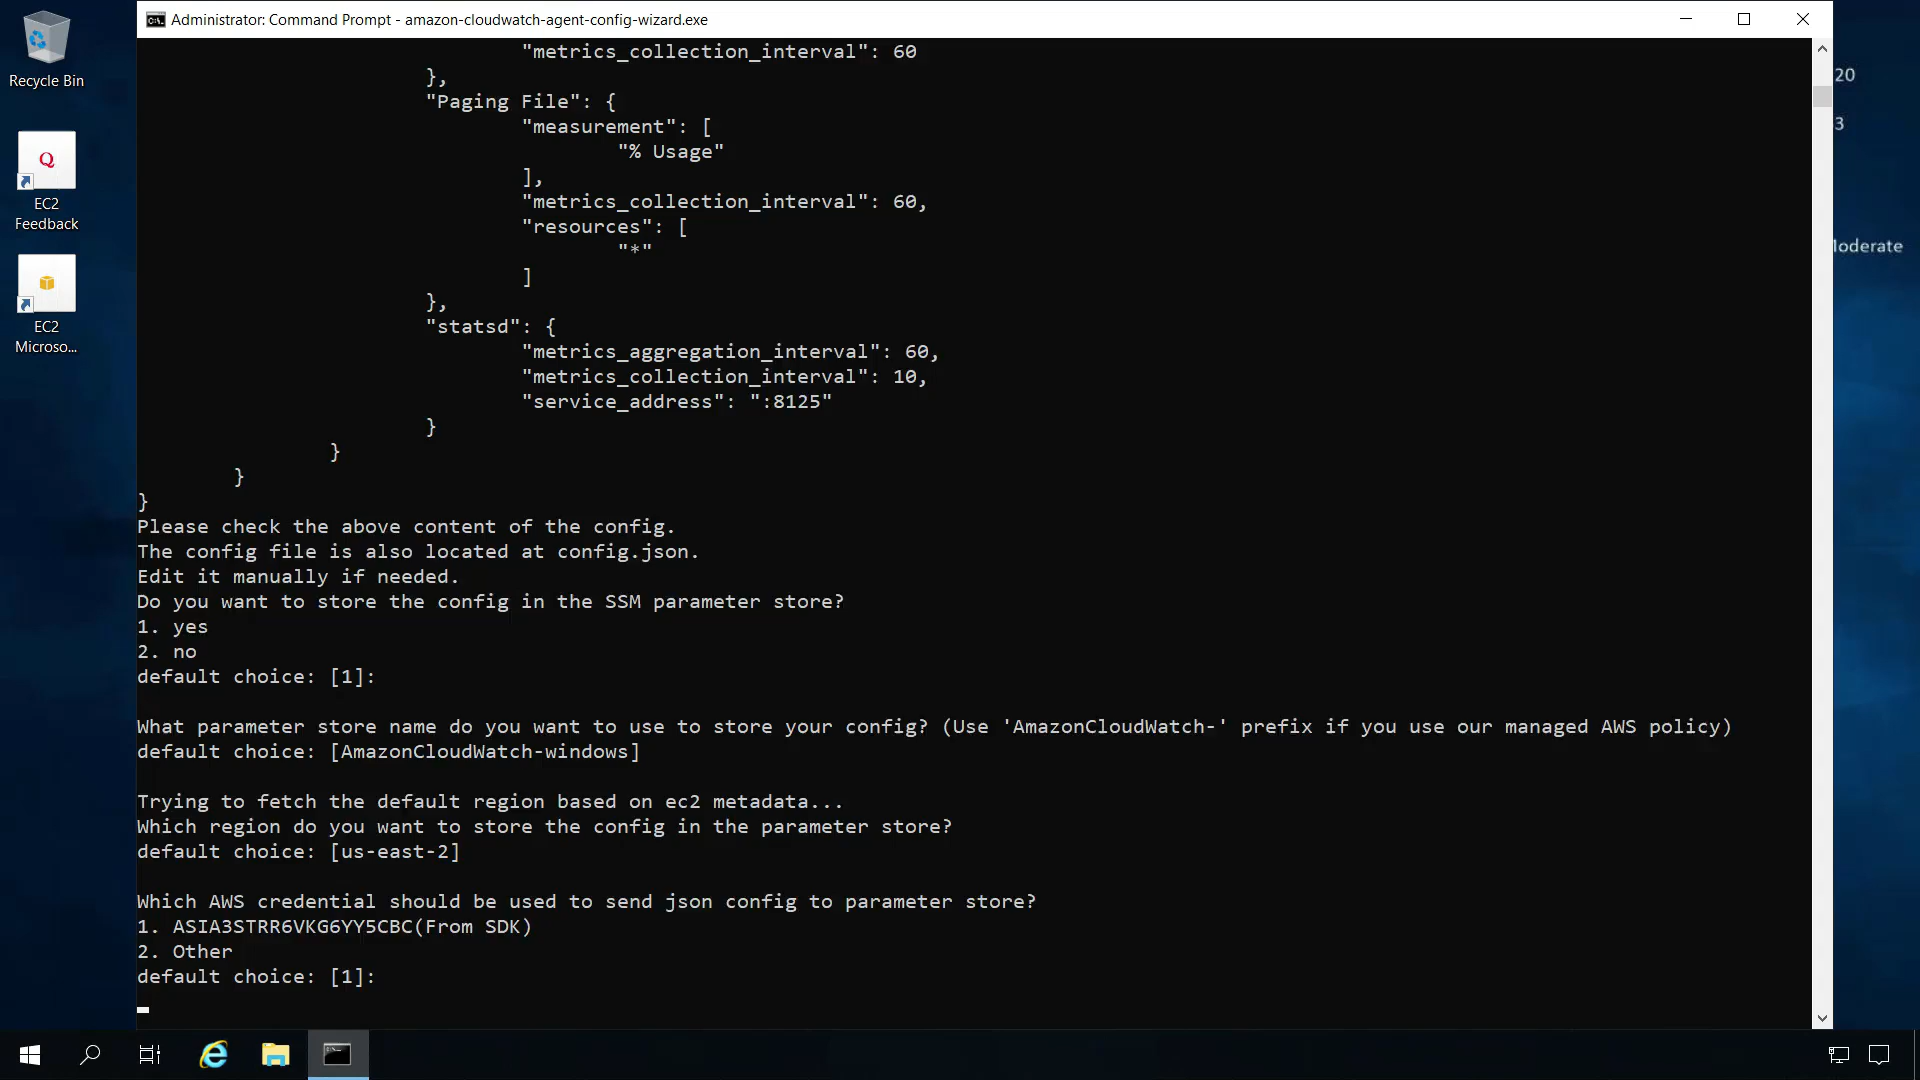 Administrator: Command Prompt - amazon-cloudwatch-agent-config-wizard.exe
Recycle Bin
EC2
Feedback
EC2
Microso...
"metrics_collection_interval": 60
},
"Paging File": {
"measurement": [
"% Usage"
],
"metrics_collection_interval": 60,
"resources": [
"*"
]
},
"statsd": {
"metrics_aggregation_interval": 60,
"metrics_collection_interval": 10,
"service_address": ":8125"
}
}
}
}
Please check the above content of the config.
The config file is also located at config.json.
Edit it manually if needed.
Do you want to store the config in the SSM parameter store?
1. yes
2. no
default choice: [1]:
What parameter store name do you want to use to store your config? (Use 'AmazonCloudWatch-' prefix if you use our managed AWS policy)
default choice: [AmazonCloudWatch-windows]
Trying to fetch the default region based on ec2 metadata...
Which region do you want to store the config in the parameter store?
default choice: [us-east-2]
Which AWS credential should be used to send json config to parameter store?
1. ASIA3STRR6VKG6YY5CBC(From SDK)
2. Other
default choice: [1]:
20
3
oderate